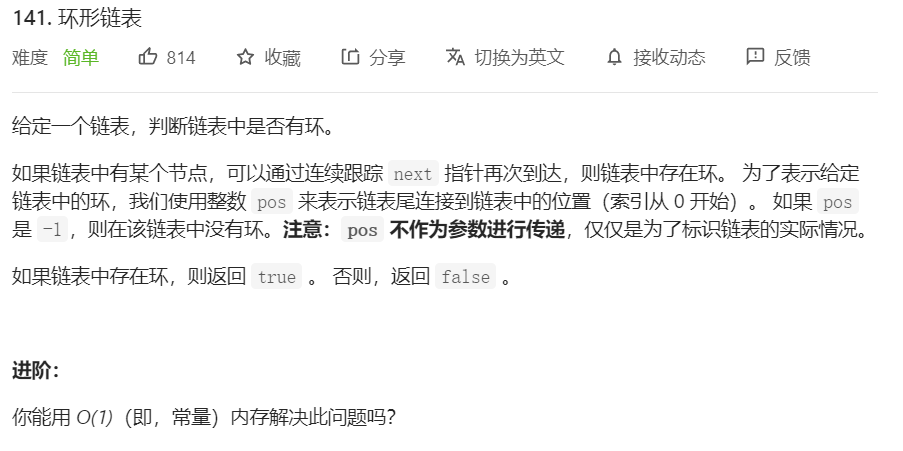 141. 环形链表
难度 简单 814 收藏 分享 切换为英文 接收动态 反馈
给定一个链表，判断链表中是否有环。
如果链表中有某个节点，可以通过连续跟踪 next 指针再次到达，则链表中存在环。 为了表示给定
链表中的环，我们使用整数 pos 来表示链表尾连接到链表中的位置（索引从 0 开始）。 如果 pos
是 -1，则在该链表中没有环。注意：pos 不作为参数进行传递，仅仅是为了标识链表的实际情况。
如果链表中存在环，则返回 true 。 否则，返回 false 。
进阶：
你能用 O(1)（即，常量）内存解决此问题吗？